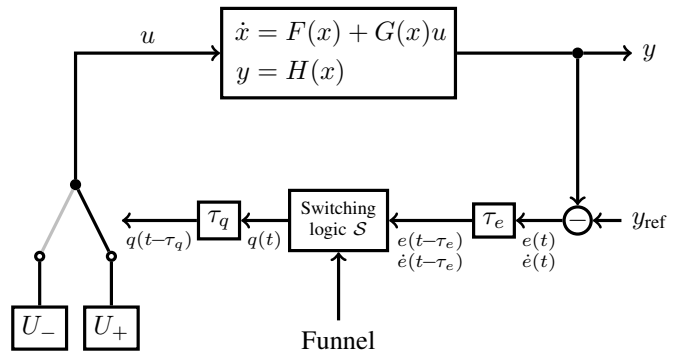 u
ẋ = F(x) + G(x)u
y = H(x)
y
τ_q
Switching
logic 𝒮
τ_e
−
y_ref
q(t−τ_q)
q(t)
e(t−τ_e)
ė(t−τ_e)
e(t)
ė(t)
U_−
U_+
Funnel